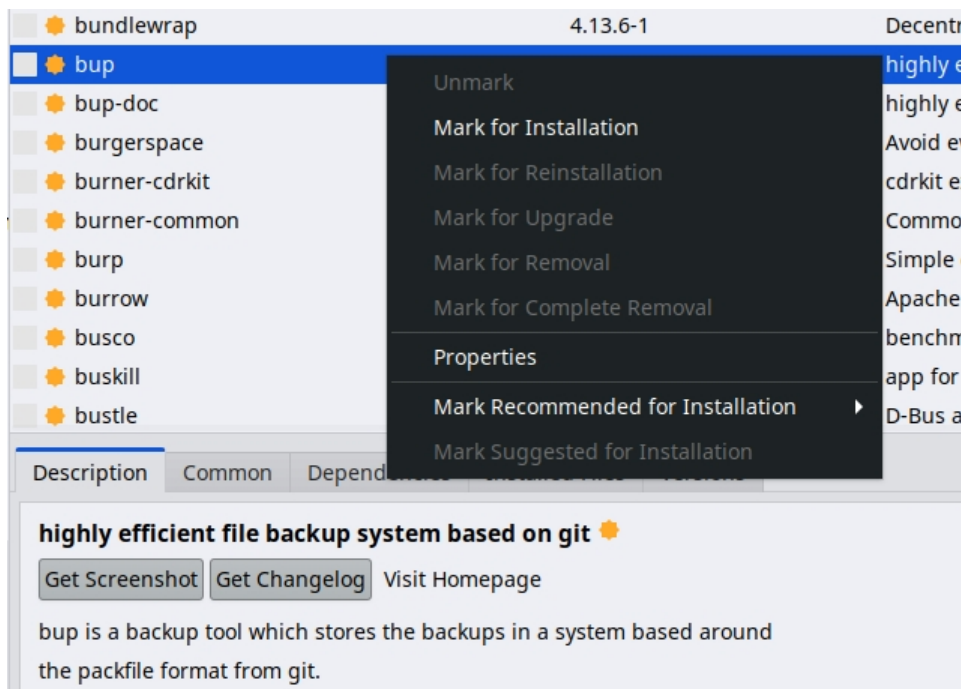 bundlewrap 4.13.6-1
bup highly
bup-doc highly
burgerspace Avoid
burner-cdrkit cdrkit
burner-common
burp Simple
burrow Apache
busco
buskill app for
bustle D-Bus
Unmark
Mark for Installation
Mark for Reinstallation
Mark for Upgrade
Mark for Removal
Mark for Complete Removal
Properties
Mark Recommended for Installation
Mark Suggested for Installation
Description Common
highly efficient file backup system based on git
Get Screenshot Get Changelog Visit Homepage
bup is a backup tool which stores the backups in a system based around
the packfile format from git.